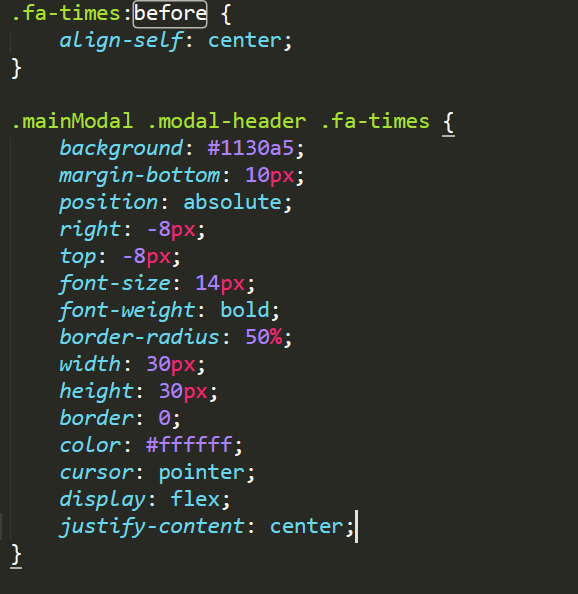 .fa-times:before {
    align-self: center;
}

.mainModal .modal-header .fa-times {
    background: #1130a5;
    margin-bottom: 10px;
    position: absolute;
    right: -8px;
    top: -8px;
    font-size: 14px;
    font-weight: bold;
    border-radius: 50%;
    width: 30px;
    height: 30px;
    border: 0;
    color: #ffffff;
    cursor: pointer;
    display: flex;
    justify-content: center;
}